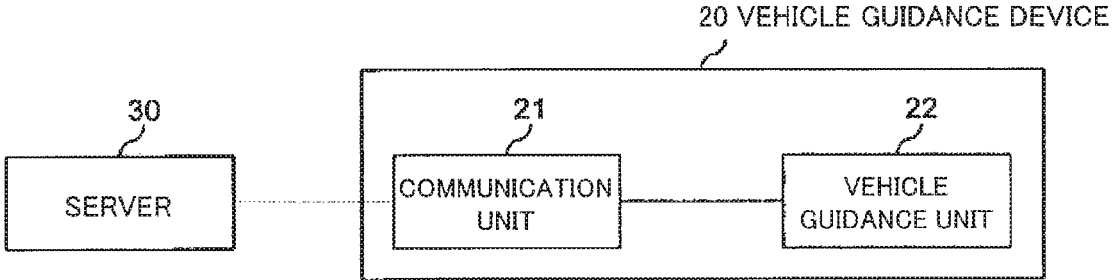 20 VEHICLE GUIDANCE DEVICE
30
21
22
SERVER
COMMUNICATION
UNIT
VEHICLE
GUIDANCE UNIT